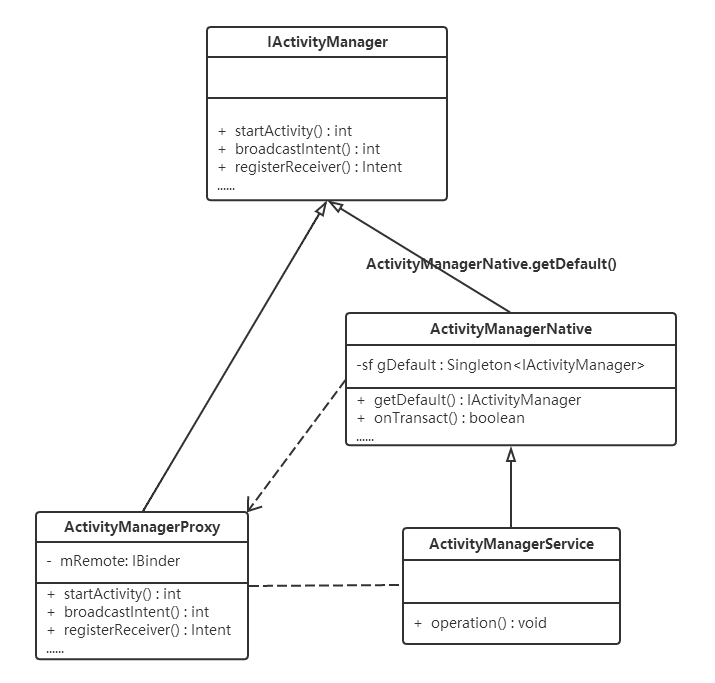 IActivityManager
+ startActivity() : int
+ broadcastIntent() : int
+ registerReceiver() : Intent
......
ActivityManagerNative.getDefault()
ActivityManagerNative
-sf gDefault : Singleton<IActivityManager>
+ getDefault() : IActivityManager
+ onTransact() : boolean
......
ActivityManagerProxy
- mRemote: IBinder
+ startActivity() : int
+ broadcastIntent() : int
+ registerReceiver() : Intent
......
ActivityManagerService
+ operation() : void